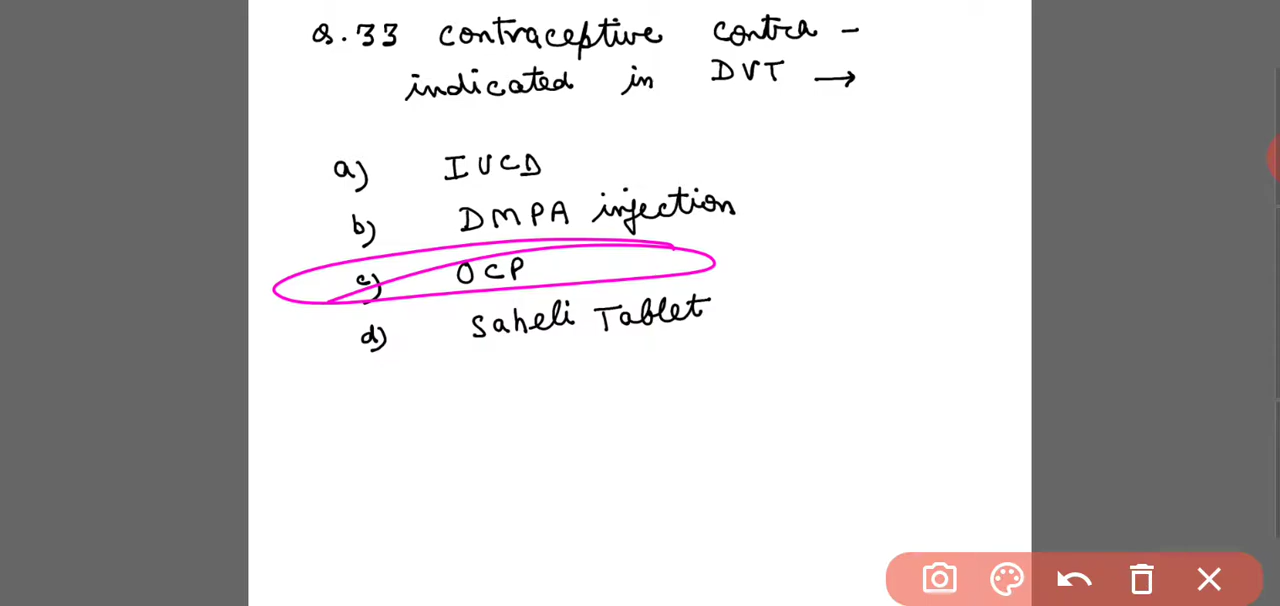 Q.33 contraceptive contra -
indicated in DVT →
a) IUCD
b) DMPA injection
c) OCP
d) Saheli Tablet